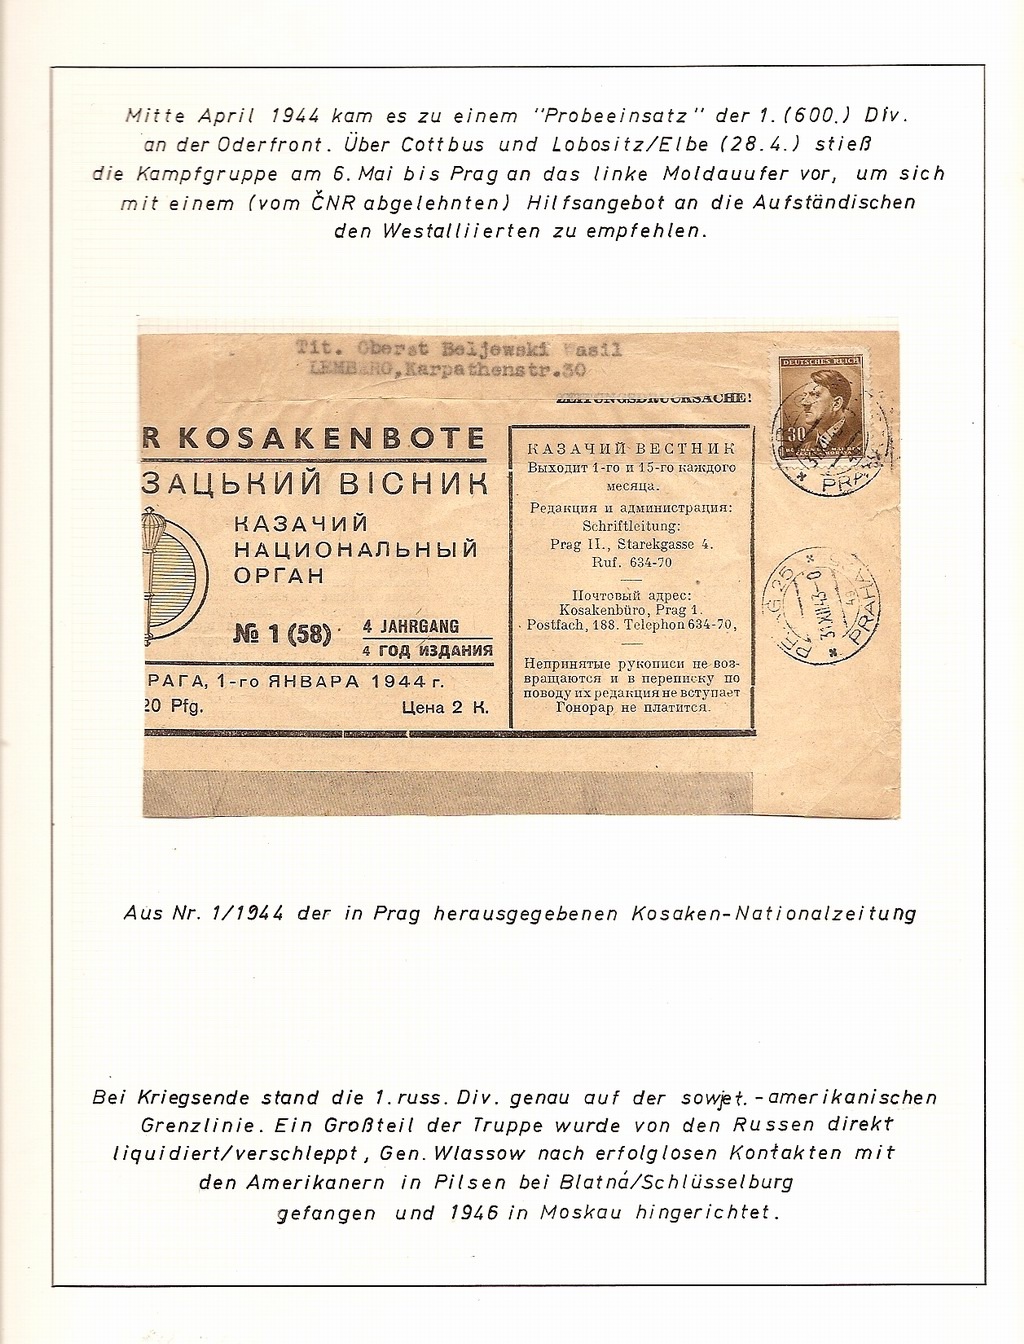 Mitte April 1944 kam es zu einem "Probeeinsatz" der 1. (600.) Div.
an der Oderfront. Über Cottbus und Lobositz/Elbe (28.4.) stieß
die Kampfgruppe am 6. Mai bis Prag an das linke Moldauufer vor, um sich
mit einem (vom ČNR abgelehnten) Hilfsangebot an die Aufständischen
den Westalliierten zu empfehlen.
Tit. Oberst Beljewski Wasil
LEMBERG, Karpathenstr. 30
ZEITUNGSDRUCKSACHE!
DEUTSCHES REICH
30
PRAHA
R KOSAKENBOTE
ЗАЦЬКИЙ ВІСНИК
КАЗАЧИЙ
НАЦИОНАЛЬНЫЙ
ОРГАН
№ 1 (58)
4 JAHRGANG
4 ГОД ИЗДАНИЯ
РАГА, 1-го ЯНВАРА 1944 г.
20 Pfg. Цена 2 К.
КАЗАЧИЙ ВЕСТНИК
Выходит 1-го и 15-го каждого
месяца.
Редакция и администрация:
Schriftleitung:
Prag II., Starekgasse 4.
Ruf. 634-70
Почтовый адрес:
Kosakenbüro, Prag 1.
Postfach, 188. Telephon 634-70,
Непринятые рукописи не воз-
вращаются и в переписку по
поводу их редакция не вступает
Гонорар не платится.
PRAG 25
31.XII.43-0
PRAHA
Aus Nr. 1/1944 der in Prag herausgegebenen Kosaken-Nationalzeitung
Bei Kriegsende stand die 1. russ. Div. genau auf der sowjet.-amerikanischen
Grenzlinie. Ein Großteil der Truppe wurde von den Russen direkt
liquidiert/verschleppt, Gen. Wlassow nach erfolglosen Kontakten mit
den Amerikanern in Pilsen bei Blatná/Schlüsselburg
gefangen und 1946 in Moskau hingerichtet.